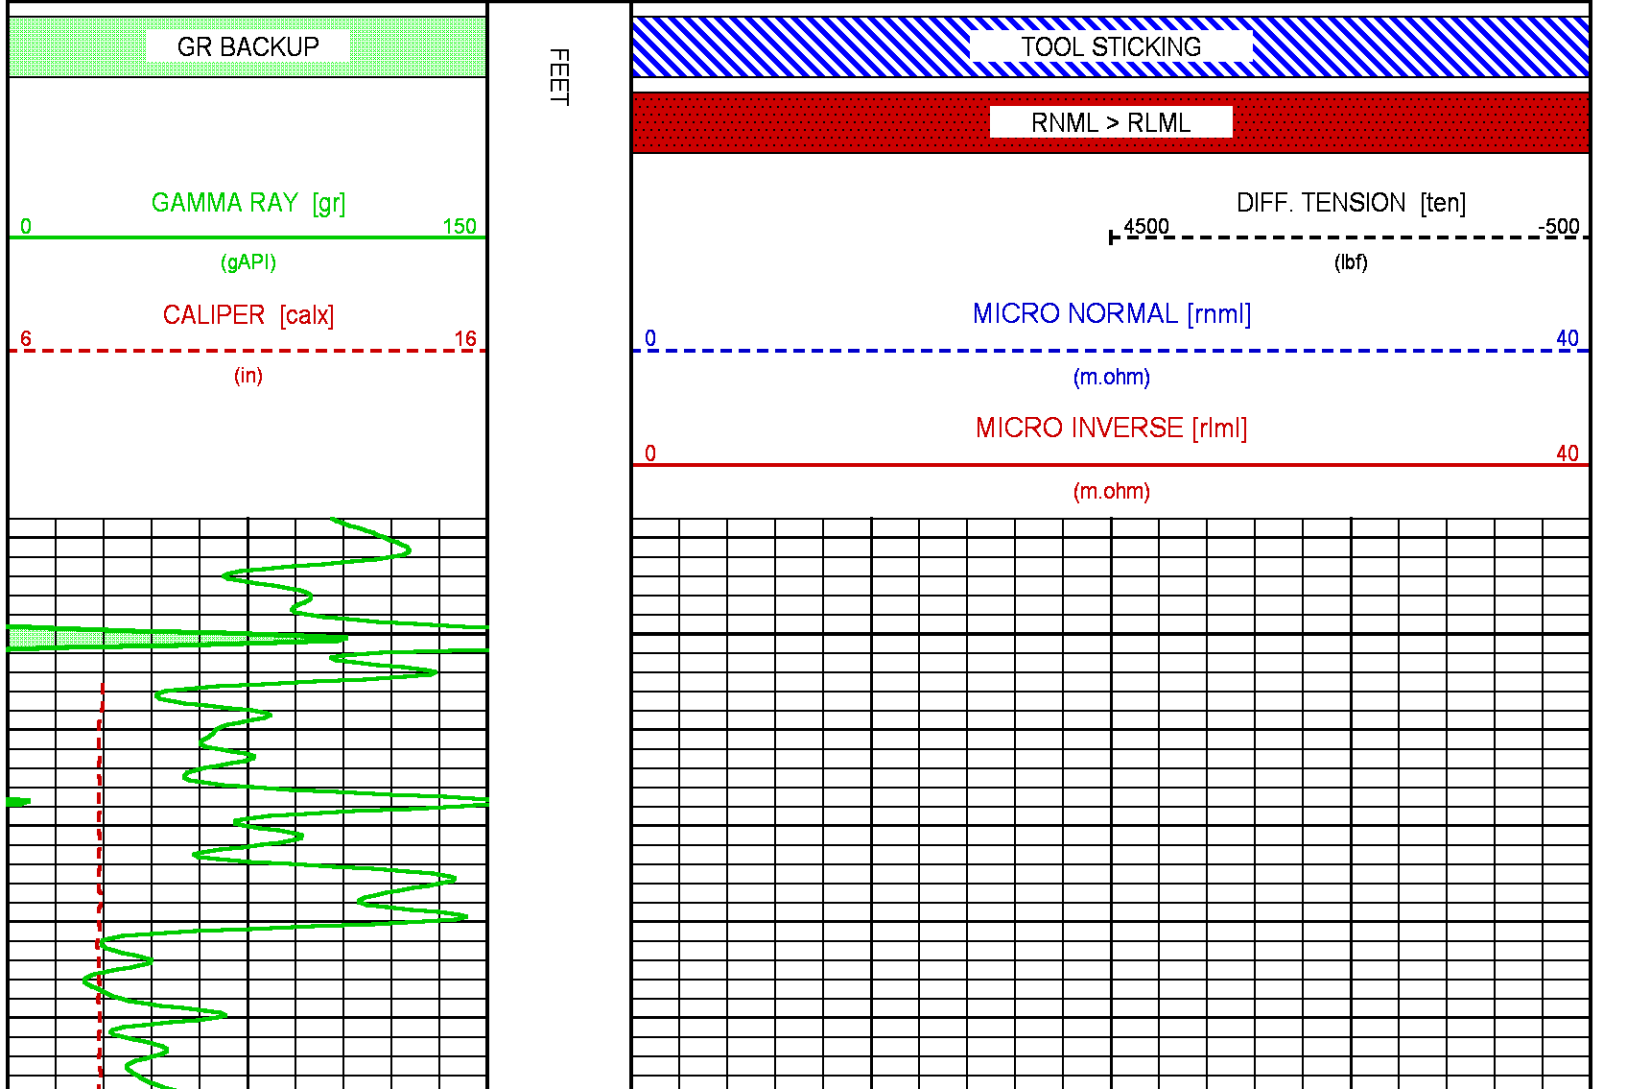 GR BACKUP
FEET
TOOL STICKING
RNML > RLML
GAMMA RAY [gr]
0 150
(gAPI)
DIFF. TENSION [ten]
4500 -500
(lbf)
CALIPER [calx]
6 16
(in)
MICRO NORMAL [rnml]
0 40
(m.ohm)
MICRO INVERSE [rlml]
0 40
(m.ohm)